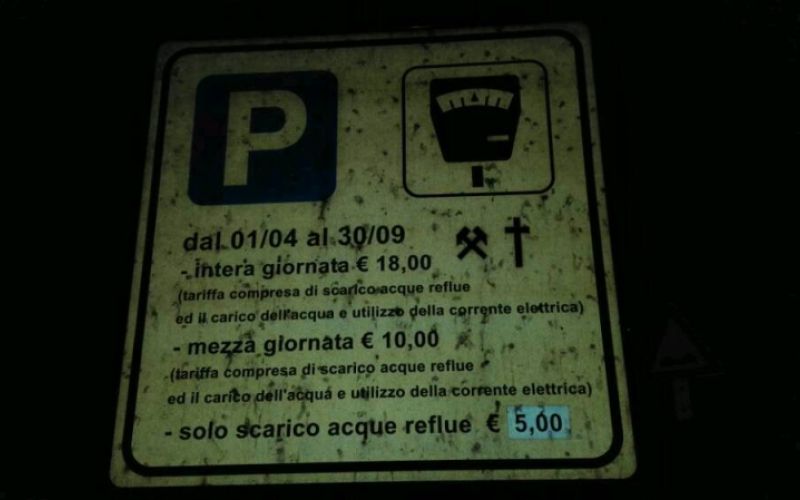 P
dal 01/04 al 30/09
- intera giornata € 18,00
(tariffa compresa di scarico acque reflue
ed il carico dell'acqua e utilizzo della corrente elettrica)
- mezza giornata € 10,00
(tariffa compresa di scarico acque reflue
ed il carico dell'acqua e utilizzo della corrente elettrica)
- solo scarico acque reflue € 5,00